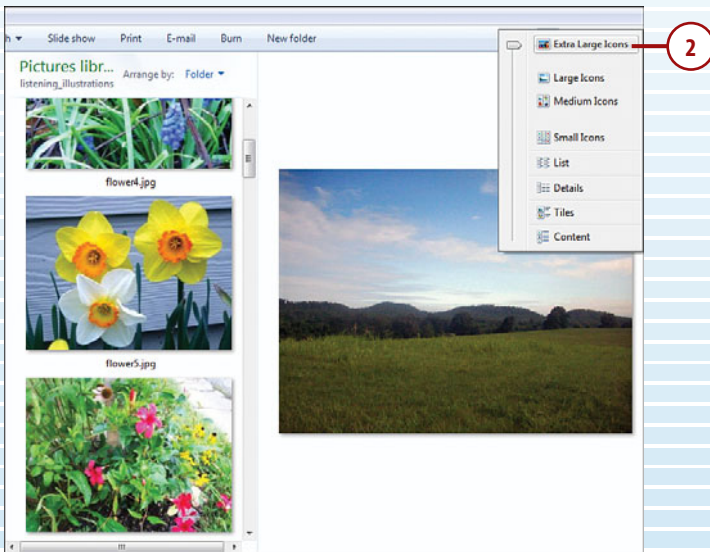 Slide show Print E-mail Burn New folder
Pictures libr...
listening_illustrations
Arrange by: Folder
flower4.jpg
flower5.jpg
Extra Large Icons
Large Icons
Medium Icons
Small Icons
List
Details
Tiles
Content
2